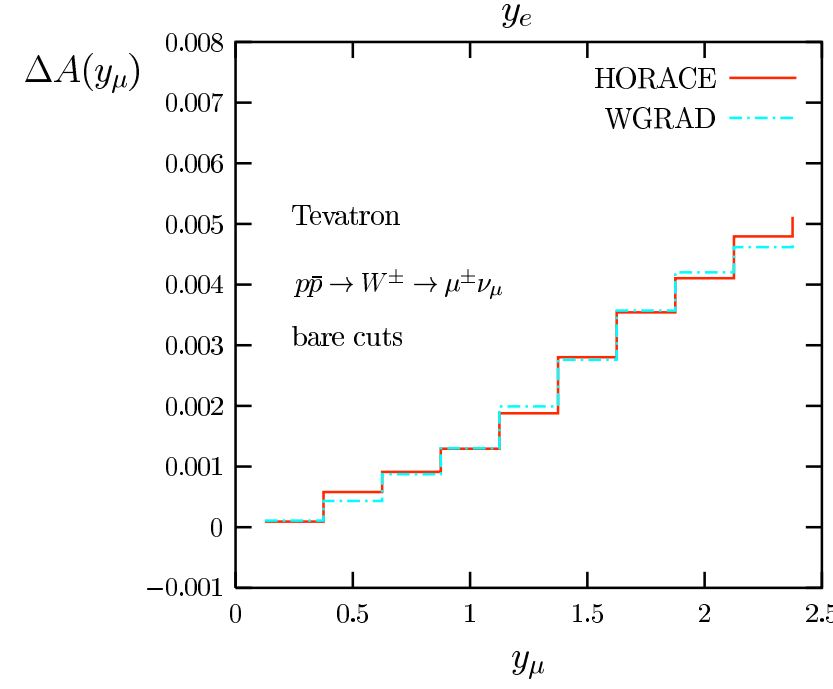 y_e
ΔA(y_μ)
0.008
0.007
0.006
0.005
0.004
0.003
0.002
0.001
0
−0.001
HORACE
WGRAD
Tevatron
pp̄ → W^± → μ^±ν_μ
bare cuts
0 0.5 1 1.5 2 2.5
y_μ